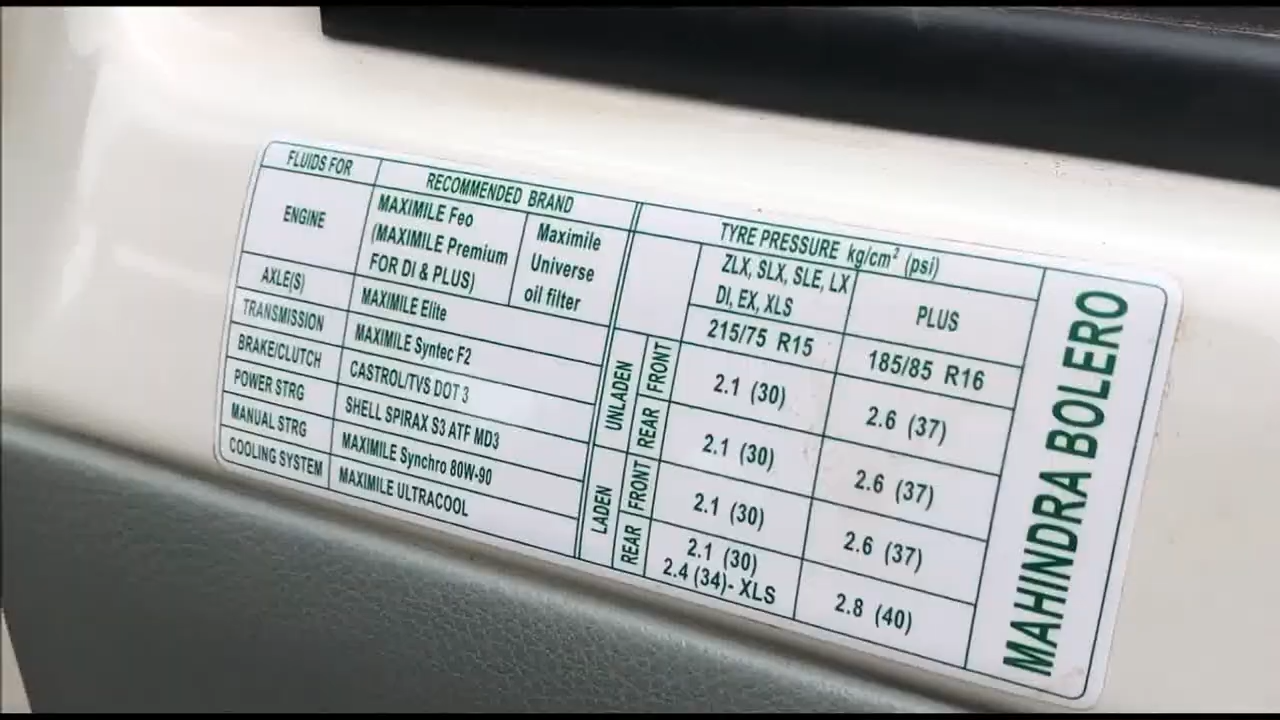 FLUIDS FOR
RECOMMENDED BRAND
ENGINE
MAXIMILE Feo
(MAXIMILE Premium
FOR DI & PLUS)
Maximile
Universe
oil filter
AXLE(S)
MAXIMILE Elite
TRANSMISSION
MAXIMILE Syntec F2
BRAKE/CLUTCH
CASTROL/TVS DOT 3
POWER STRG
SHELL SPIRAX S3 ATF MD3
MANUAL STRG
MAXIMILE Synchro 80W-90
COOLING SYSTEM
MAXIMILE ULTRACOOL
TYRE PRESSURE kg/cm² (psi)
ZLX, SLX, SLE, LX
DI, EX, XLS
PLUS
215/75 R15
185/85 R16
UNLADEN
FRONT
2.1 (30)
2.6 (37)
REAR
2.1 (30)
2.6 (37)
LADEN
FRONT
2.1 (30)
2.6 (37)
REAR
2.1 (30)
2.4 (34)- XLS
2.8 (40)
MAHINDRA BOLERO